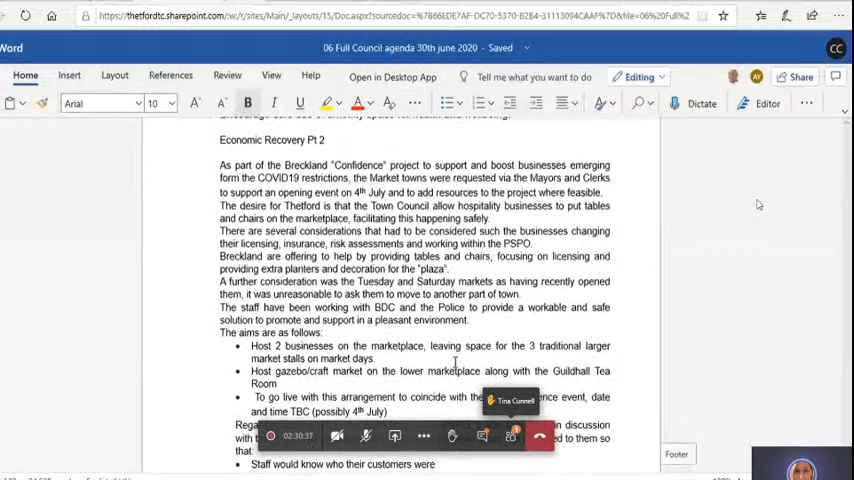 https://thetfordtc.sharepoint.com/:w:/r/sites/Main/_layouts/15/Doc.aspx?sourcedoc=%7B66EDE7AF-DC70-5370-B2B4-31113094CAAF%7D&file=06%20Full%2
Word
06 Full Council agenda 30th june 2020 - Saved
CC
Home Insert Layout References Review View Help Open in Desktop App Tell me what you want to do Editing AY Share
Arial 10 A A B I U A A Dictate Editor
Economic Recovery Pt 2
As part of the Breckland "Confidence" project to support and boost businesses emerging
form the COVID19 restrictions, the Market towns were requested via the Mayors and Clerks
to support an opening event on 4th July and to add resources to the project where feasible.
The desire for Thetford is that the Town Council allow hospitality businesses to put tables
and chairs on the marketplace, facilitating this happening safely.
There are several considerations that had to be considered such the businesses changing
their licensing, insurance, risk assessments and working within the PSPO.
Breckland are offering to help by providing tables and chairs, focusing on licensing and
providing extra planters and decoration for the "plaza".
A further consideration was the Tuesday and Saturday markets as having recently opened
them, it was unreasonable to ask them to move to another part of town.
The staff have been working with BDC and the Police to provide a workable and safe
solution to promote and support in a pleasant environment.
The aims are as follows:
• Host 2 businesses on the marketplace, leaving space for the 3 traditional larger
market stalls on market days.
• Host gazebo/craft market on the lower marketplace along with the Guildhall Tea
Room
• To go live with this arrangement to coincide with the ence event, date
and time TBC (possibly 4th July)
Tina Cunnell
Rega n discussion
with t ed to them so
that:
02:30:37
1
Footer
• Staff would know who their customers were